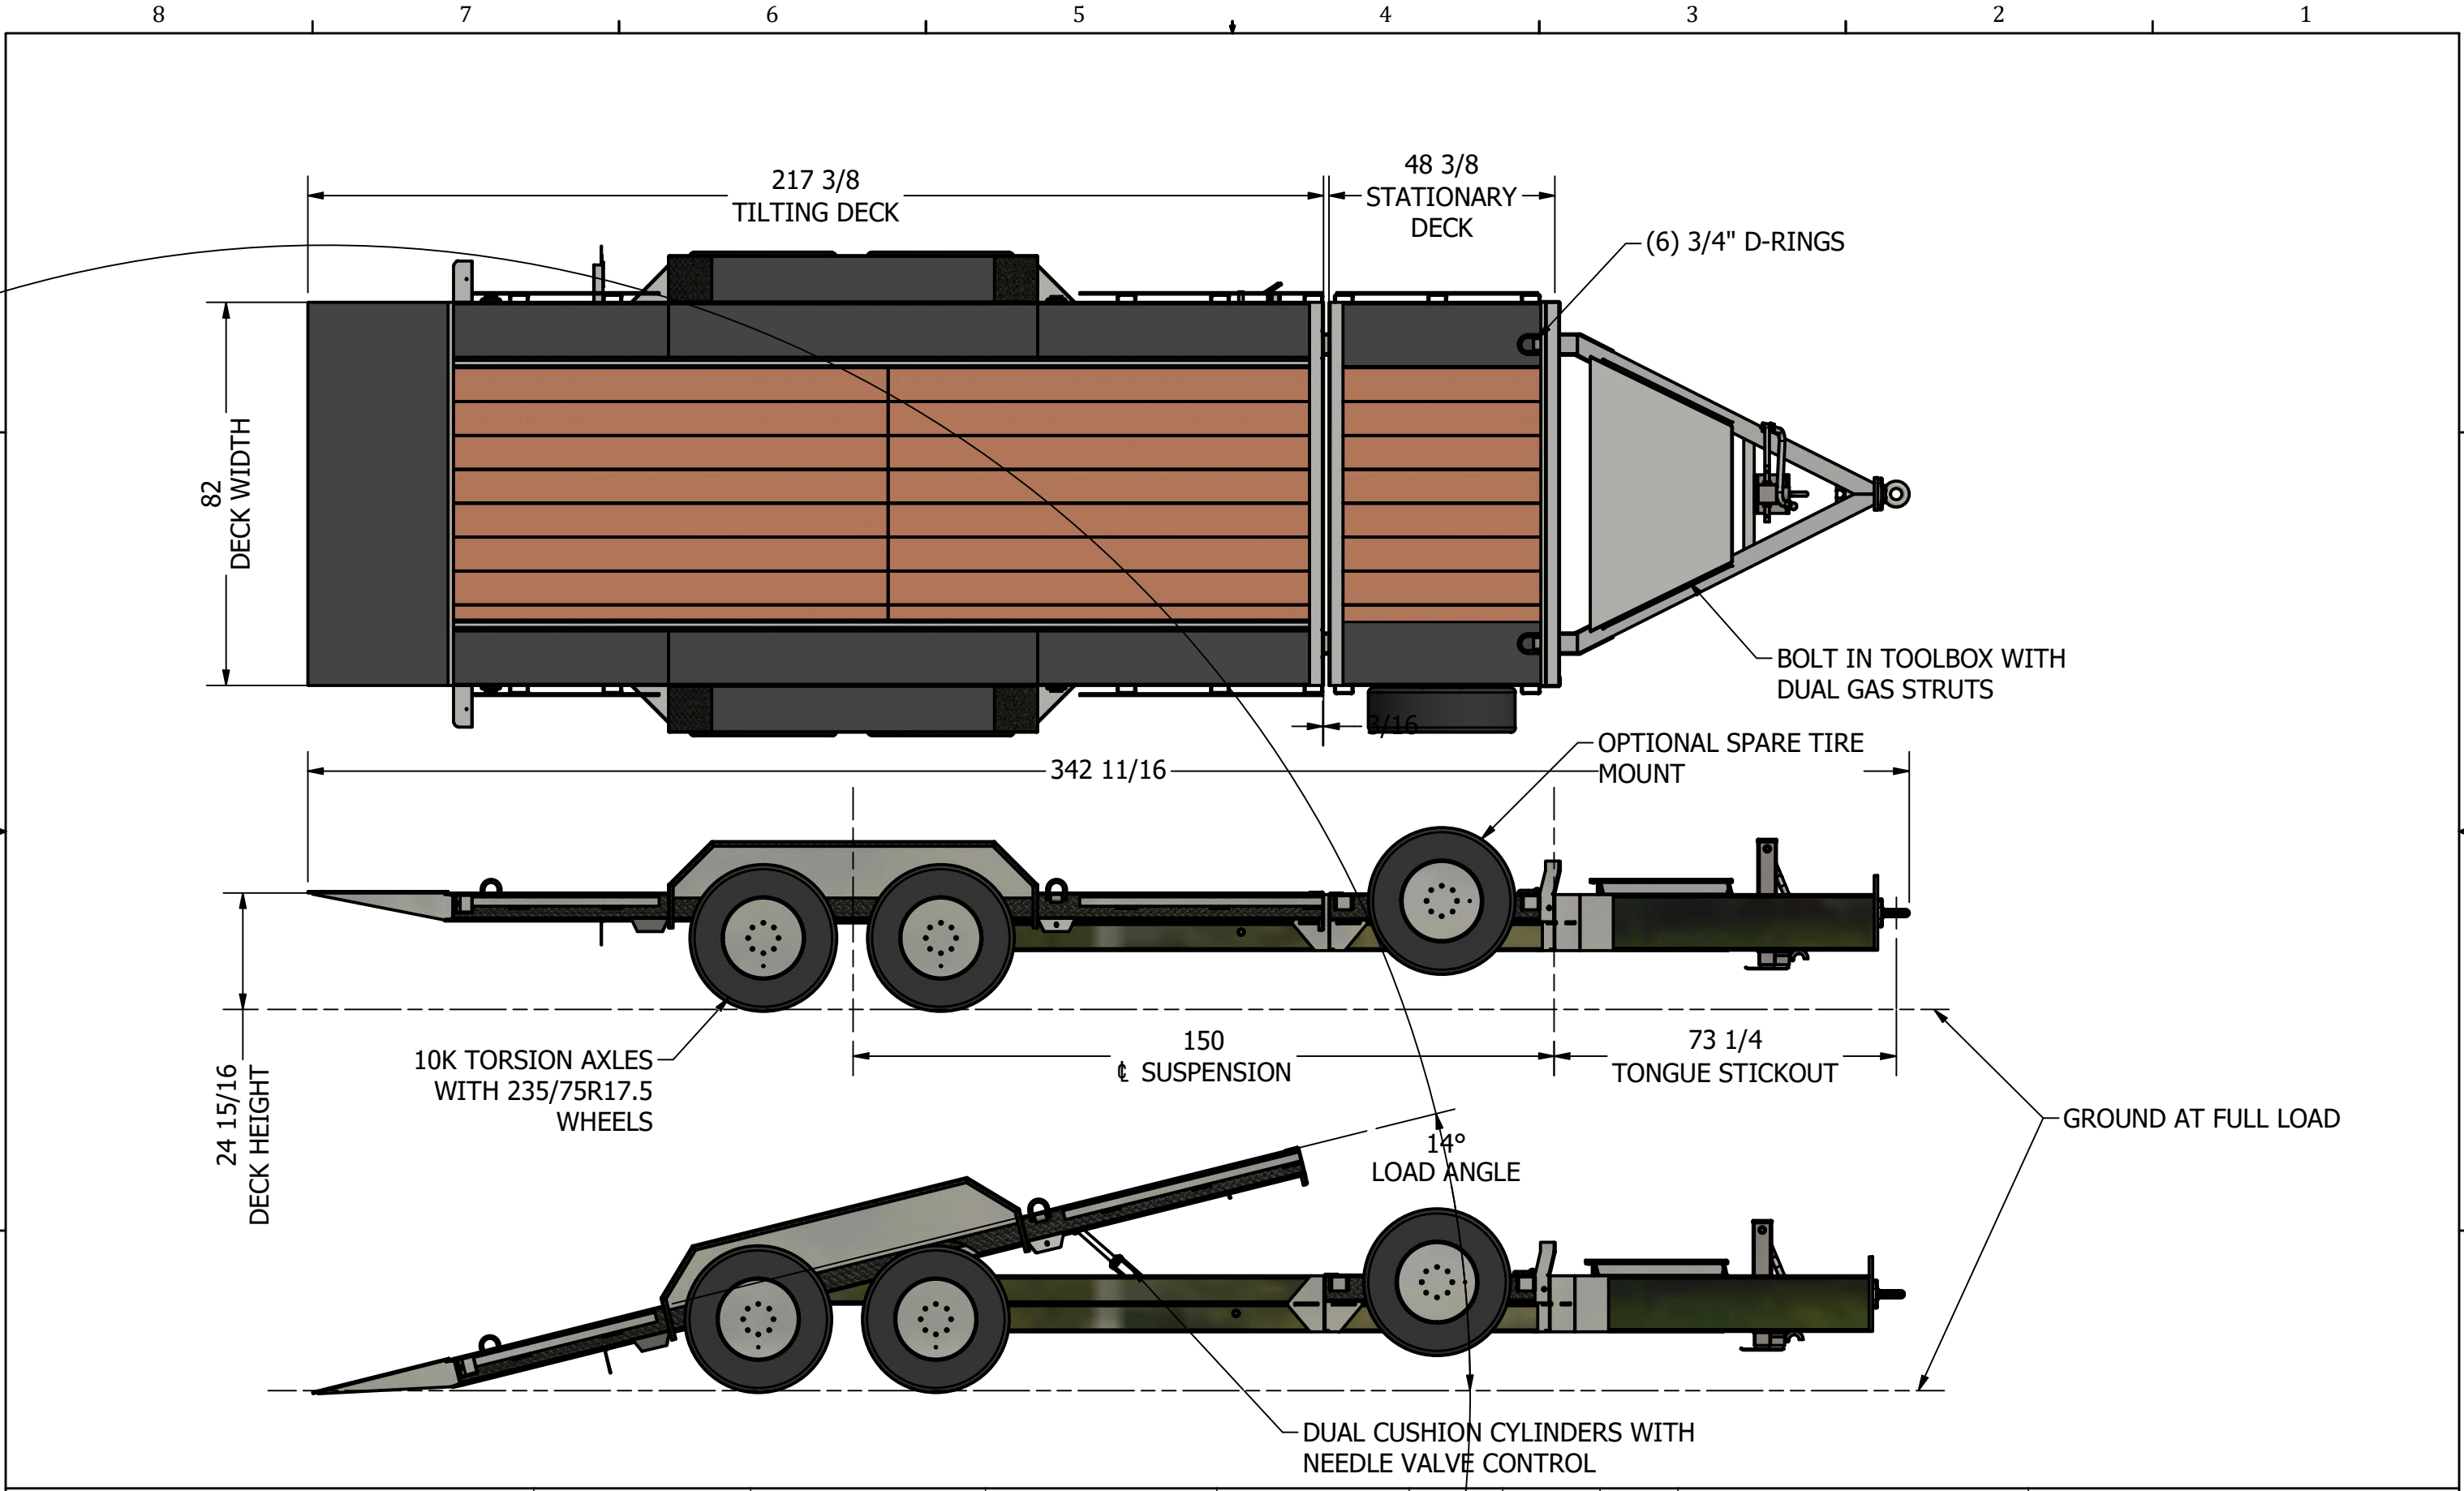 8 7 6 5 4 3 2 1
217 3/8
TILTING DECK
48 3/8
STATIONARY
DECK
(6) 3/4" D-RINGS
82
DECK WIDTH
BOLT IN TOOLBOX WITH
DUAL GAS STRUTS
3/16
OPTIONAL SPARE TIRE
MOUNT
342 11/16
24 15/16
DECK HEIGHT
10K TORSION AXLES
WITH 235/75R17.5
WHEELS
150
℄ SUSPENSION
73 1/4
TONGUE STICKOUT
GROUND AT FULL LOAD
14°
LOAD ANGLE
DUAL CUSHION CYLINDERS WITH
NEEDLE VALVE CONTROL